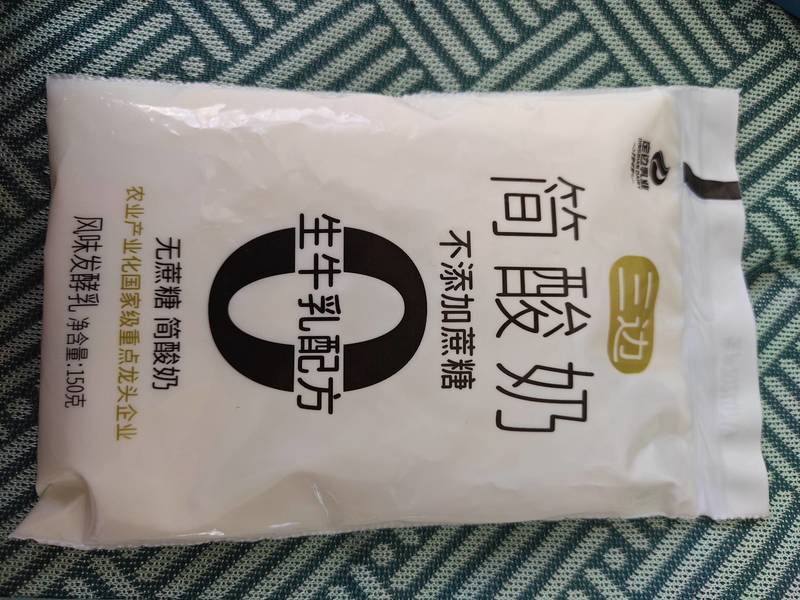 三边
简酸奶
不添加蔗糖
生牛乳配方
0
无蔗糖 简酸奶
农业产业化国家级重点龙头企业
风味发酵乳 净含量:150克